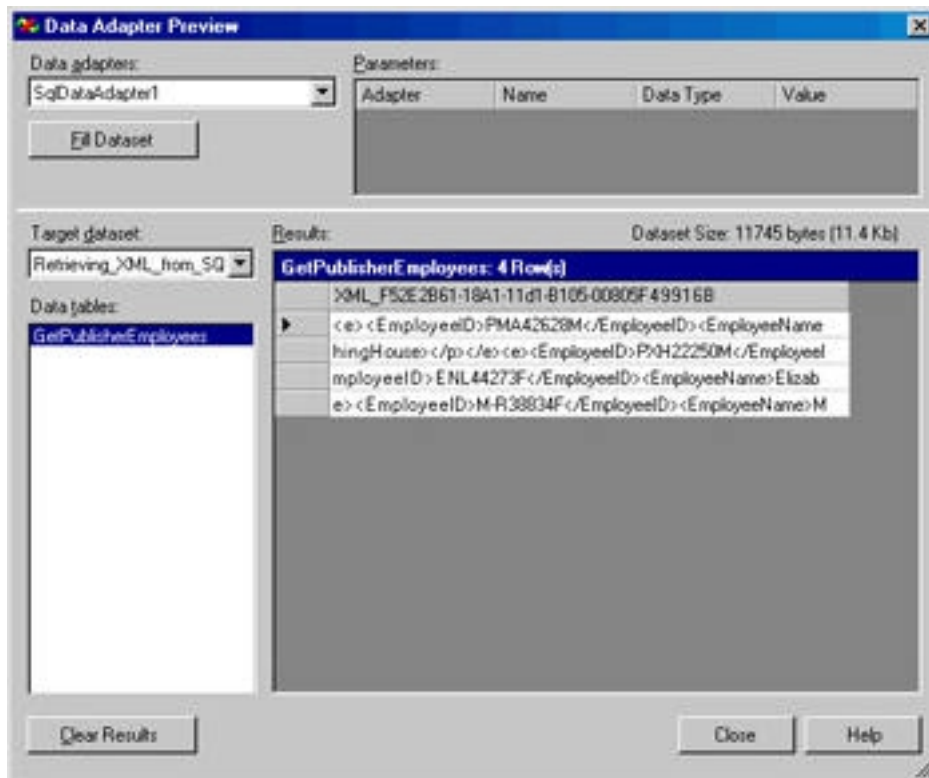 Data Adapter Preview
Data adapters:
SqlDataAdapter1
Fill Dataset
Parameters:
Adapter Name Data Type Value
Target dataset:
Retrieving_XML_from_SQ
Data tables:
GetPublisherEmployees
Results:
Dataset Size: 11745 bytes (11.4 Kb)
GetPublisherEmployees: 4 Row(s)
XML_F52E2B61-18A1-11d1-B105-00805F49916B
<e><EmployeeID>PMA42628M</EmployeeID><EmployeeName
hingHouse></p></e><e><EmployeeID>PXH22250M</EmployeeI
mployeeID>ENL44273F</EmployeeID><EmployeeName>Elizab
e><EmployeeID>M-R38834F</EmployeeID><EmployeeName>M
Clear Results
Close
Help